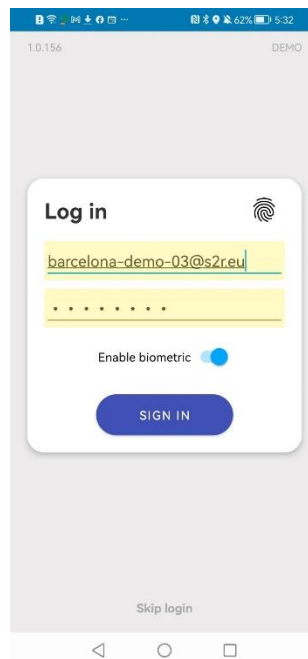 62% 5:32
1.0.156 DEMO
Log in
barcelona-demo-03@s2r.eu
Enable biometric
SIGN IN
Skip login